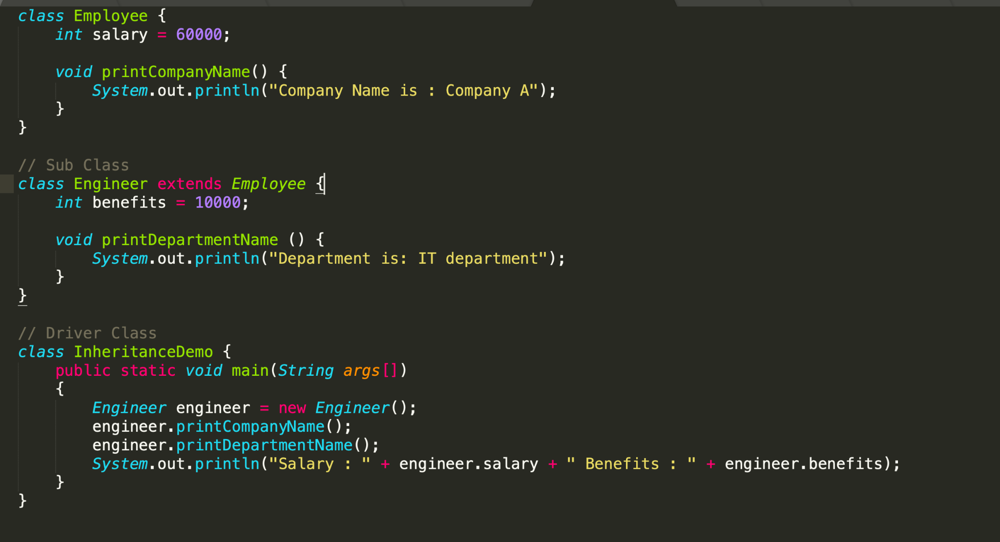 class Employee {
    int salary = 60000;

    void printCompanyName() {
        System.out.println("Company Name is : Company A");
    }
}

// Sub Class
class Engineer extends Employee {
    int benefits = 10000;

    void printDepartmentName () {
        System.out.println("Department is: IT department");
    }
}

// Driver Class
class InheritanceDemo {
    public static void main(String args[])
    {
        Engineer engineer = new Engineer();
        engineer.printCompanyName();
        engineer.printDepartmentName();
        System.out.println("Salary : " + engineer.salary + " Benefits : " + engineer.benefits);
    }
}